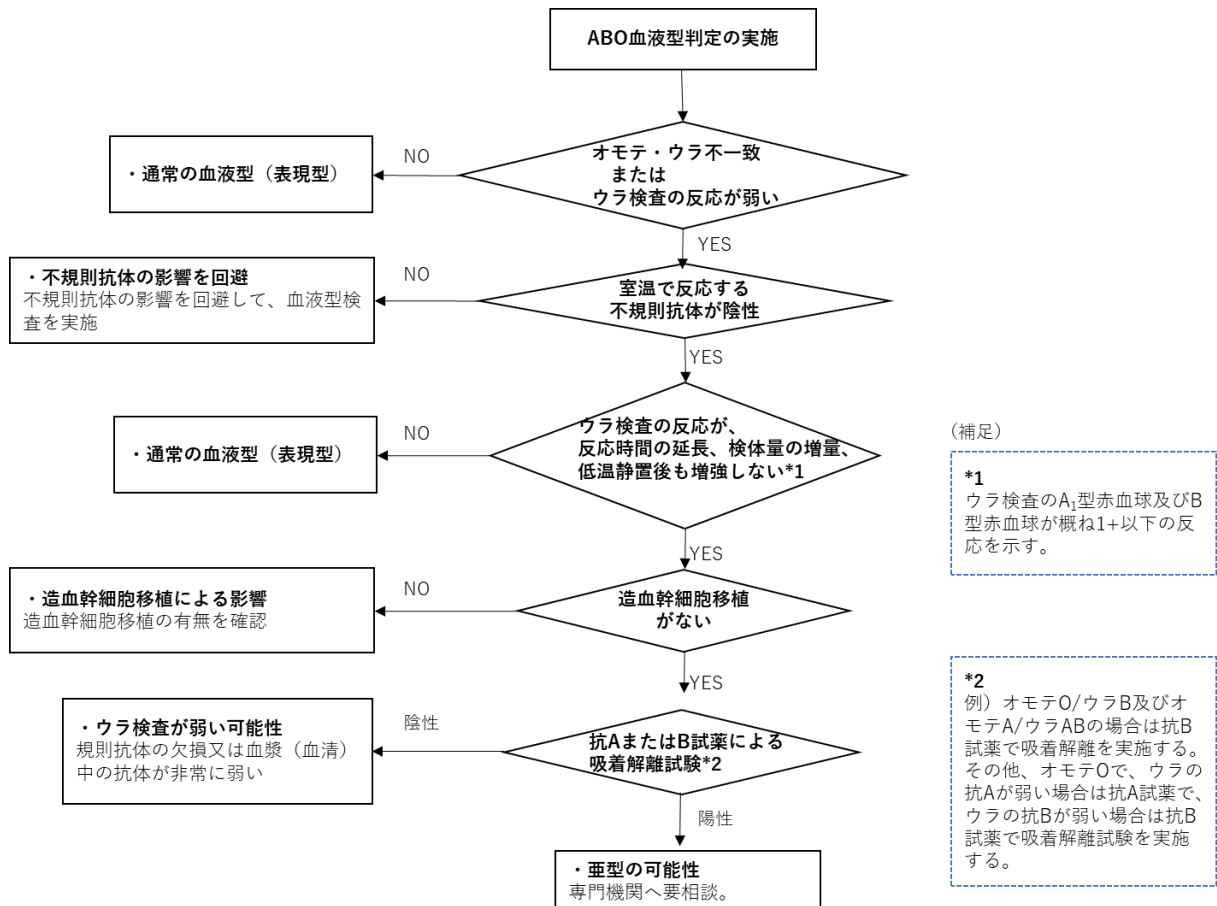 ABO血液型判定の実施
オモテ・ウラ不一致
または
ウラ検査の反応が弱い
NO
・通常の血液型（表現型）
YES
室温で反応する
不規則抗体が陰性
NO
・不規則抗体の影響を回避
不規則抗体の影響を回避して、血液型検
査を実施
YES
ウラ検査の反応が、
反応時間の延長、検体量の増量、
低温静置後も増強しない*1
NO
・通常の血液型（表現型）
（補足）
*1
ウラ検査のA₁型赤血球及びB
型赤血球が概ね1+以下の反
応を示す。
YES
造血幹細胞移植
がない
NO
・造血幹細胞移植による影響
造血幹細胞移植の有無を確認
YES
抗AまたはB試薬による
吸着解離試験*2
陰性
・ウラ検査が弱い可能性
規則抗体の欠損又は血漿（血清）
中の抗体が非常に弱い
*2
例）オモテO/ウラB及びオ
モテA/ウラABの場合は抗B
試薬で吸着解離を実施する。
その他、オモテOで、ウラの
抗Aが弱い場合は抗A試薬で、
ウラの抗Bが弱い場合は抗B
試薬で吸着解離試験を実施
する。
陽性
・亜型の可能性
専門機関へ要相談。